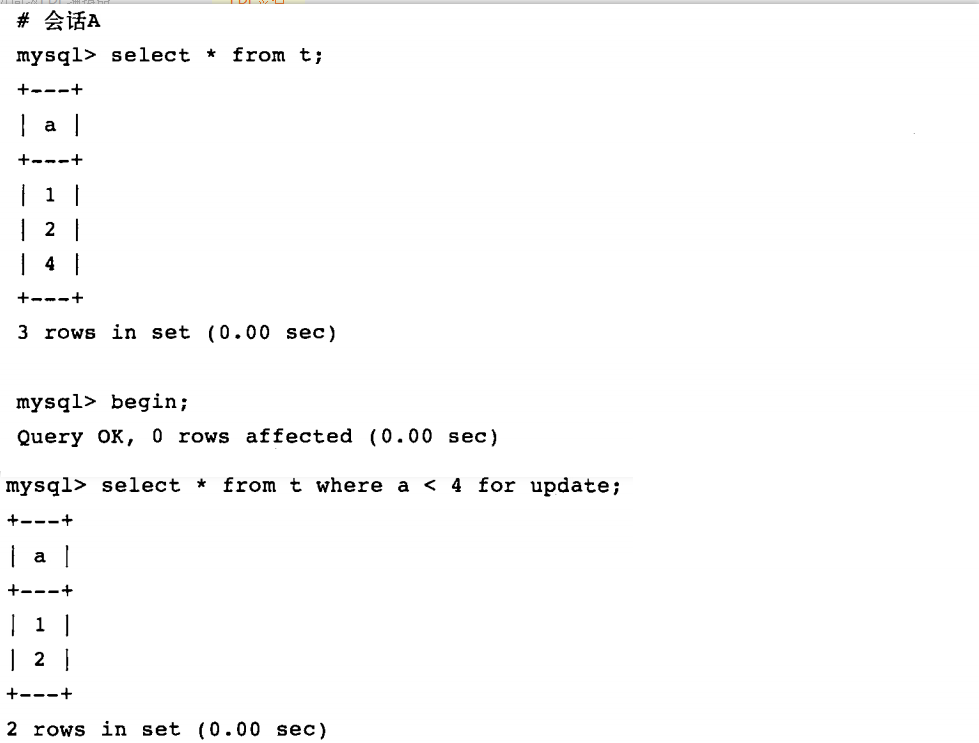 # 会话A
mysql> select * from t;
+---+
| a |
+---+
| 1 |
| 2 |
| 4 |
+---+
3 rows in set (0.00 sec)
mysql> begin;
Query OK, 0 rows affected (0.00 sec)
mysql> select * from t where a < 4 for update;
+---+
| a |
+---+
| 1 |
| 2 |
+---+
2 rows in set (0.00 sec)